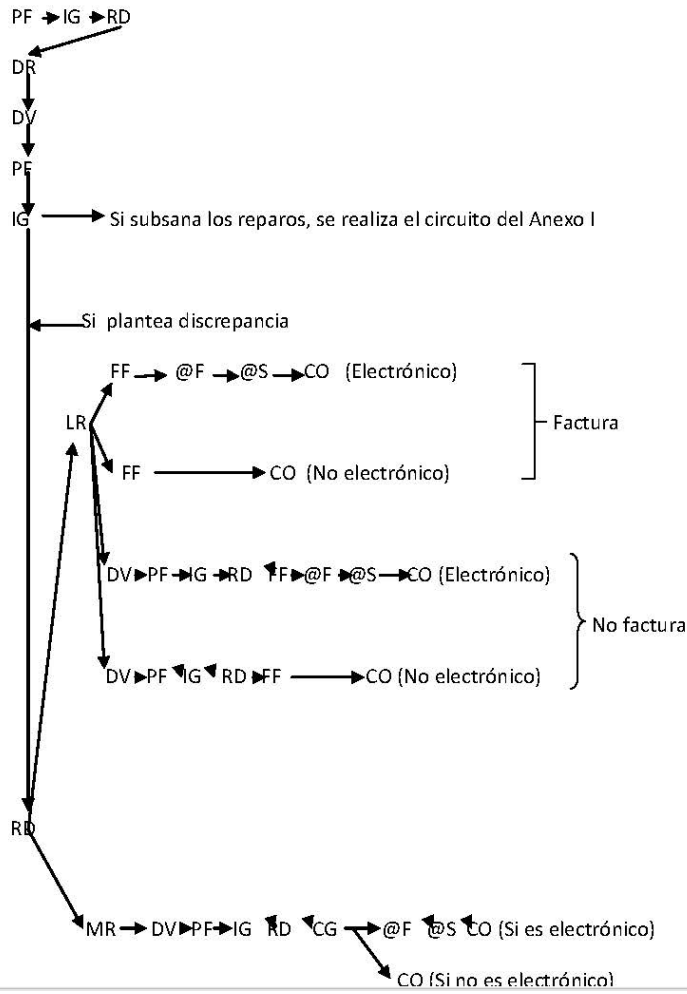 PF IG RD
DR
DV
PF
IG Si subsana los reparos, se realiza el circuito del Anexo I
Si plantea discrepancia
FF @F @S CO (Electrónico)
LR Factura
FF CO (No electrónico)
DV PF IG RD FF @F @S CO (Electrónico)
No factura
DV PF IG RD FF CO (No electrónico)
RD
MR DV PF IG RD CG @F @S CO (Si es electrónico)
CO (Si no es electrónico)